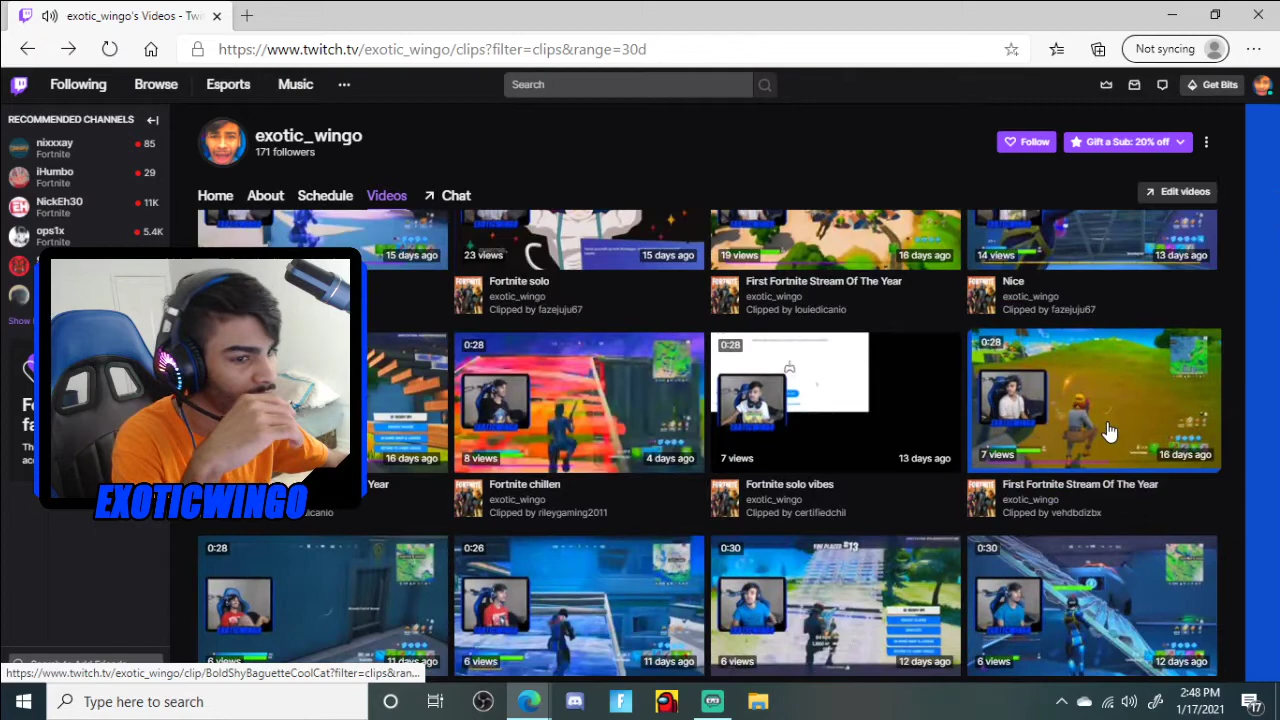 exotic_wingo's Videos - Twi
https://www.twitch.tv/exotic_wingo/clips?filter=clips&range=30d
Not syncing
Following Browse Esports Music
Search
Get Bits
RECOMMENDED CHANNELS
nixxxay 85
Fortnite
iHumbo 29
Fortnite
NickEh30 11K
Fortnite
ops1x 5.4K
exotic_wingo
171 followers
Follow
Gift a Sub: 20% off
Home About Schedule Videos Chat
Edit videos
15 days ago
23 views 15 days ago
19 views 16 days ago
14 views 13 days ago
Fortnite solo
exotic_wingo
Clipped by fazejuju67
First Fortnite Stream Of The Year
exotic_wingo
Clipped by louiedicanio
Nice
exotic_wingo
Clipped by fazejuju67
16 days ago
Year
0:28
8 views 4 days ago
Fortnite chillen
exotic_wingo
Clipped by rileygaming2011
0:28
7 views 13 days ago
Fortnite solo vibes
exotic_wingo
Clipped by certifiedchil
0:28
7 views 16 days ago
First Fortnite Stream Of The Year
exotic_wingo
Clipped by vehdbdizbx
EXOTICWINGO
0:28
6 views 11 days ago
0:26
6 views 11 days ago
0:30
YOU PLACED #13
6 views 12 days ago
0:30
6 views 12 days ago
https://www.twitch.tv/exotic_wingo/clip/BoldShyBaguetteCoolCat?filter=clips&ran...
Type here to search
2:48 PM
1/17/2021
17